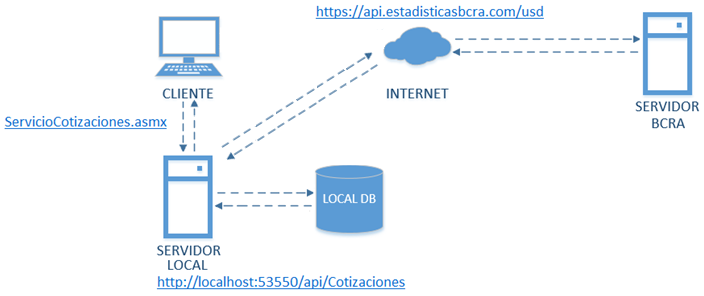 https://api.estadisticasbcra.com/usd
CLIENTE
INTERNET
SERVIDOR
BCRA
ServicioCotizaciones.asmx
LOCAL DB
SERVIDOR
LOCAL
http://localhost:53550/api/Cotizaciones